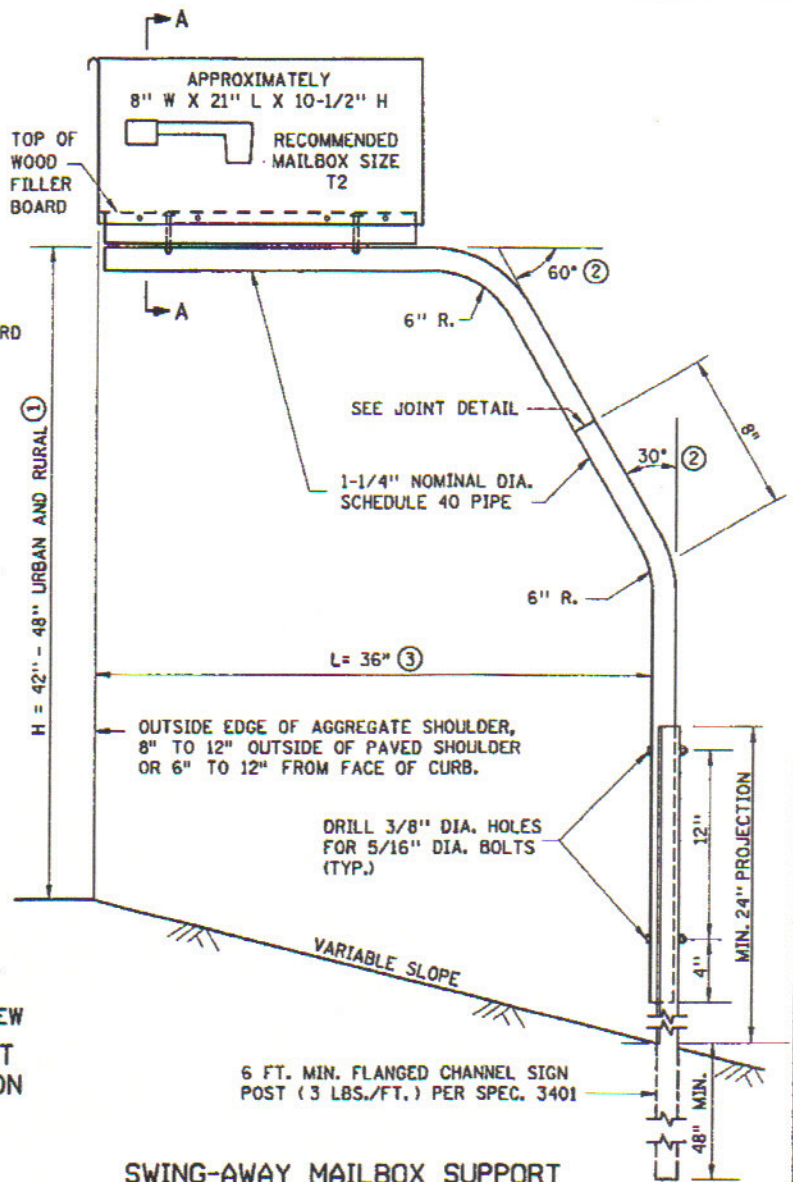 A
APPROXIMATELY
8" W X 21" L X 10-1/2" H
RECOMMENDED
MAILBOX SIZE
T2
TOP OF
WOOD
FILLER
BOARD
A
60° ②
6" R.
RD
SEE JOINT DETAIL
8"
30° ②
1-1/4" NOMINAL DIA.
SCHEDULE 40 PIPE
H = 42" - 48" URBAN AND RURAL ①
6" R.
L= 36" ③
OUTSIDE EDGE OF AGGREGATE SHOULDER,
8" TO 12" OUTSIDE OF PAVED SHOULDER
OR 6" TO 12" FROM FACE OF CURB.
DRILL 3/8" DIA. HOLES
FOR 5/16" DIA. BOLTS
(TYP.)
12"
MIN. 24" PROJECTION
4"
VARIABLE SLOPE
EW
T
ON
6 FT. MIN. FLANGED CHANNEL SIGN
POST (3 LBS./FT.) PER SPEC. 3401
48" MIN.
SWING-AWAY MAILBOX SUPPORT